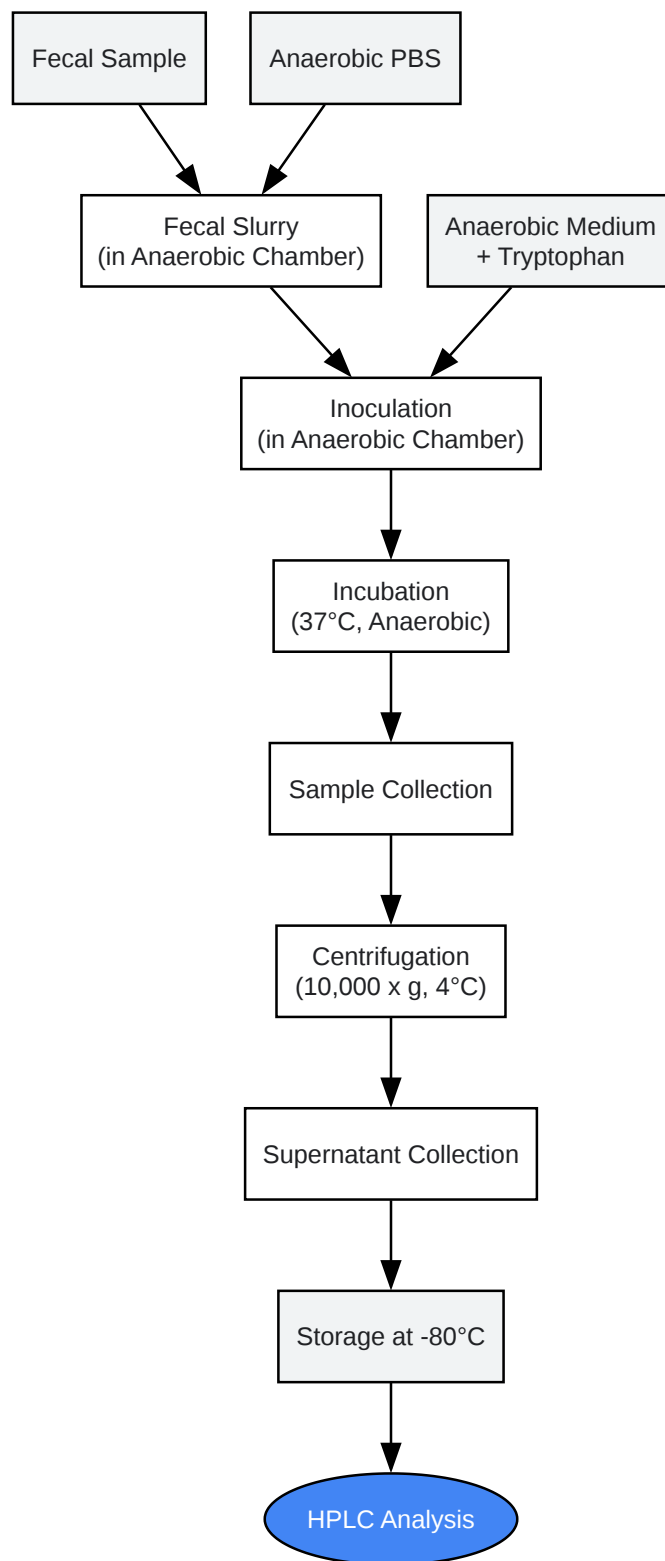 Fecal Sample
Anaerobic PBS
Fecal Slurry
(in Anaerobic Chamber)
Anaerobic Medium
+ Tryptophan
Inoculation
(in Anaerobic Chamber)
Incubation
(37°C, Anaerobic)
Sample Collection
Centrifugation
(10,000 x g, 4°C)
Supernatant Collection
Storage at -80°C
HPLC Analysis